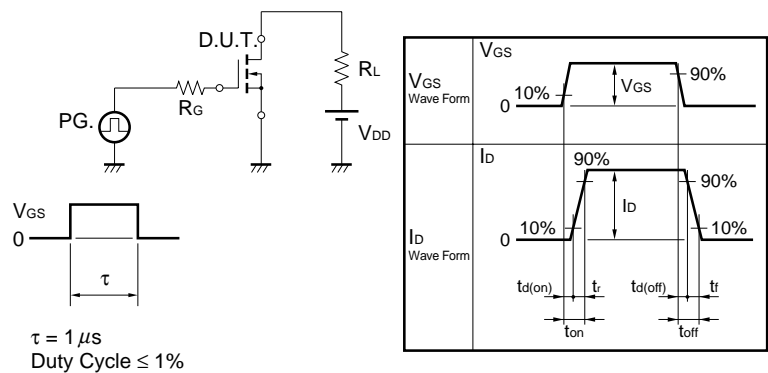 D.U.T.
RL
RG
PG.
VDD
VGS
0
τ
τ = 1 μs
Duty Cycle ≤ 1%
VGS
Wave Form
VGS
10%
0
VGS
90%
ID
Wave Form
ID
90%
90%
10%
0
ID
10%
td(on)
tr
td(off)
tf
ton
toff